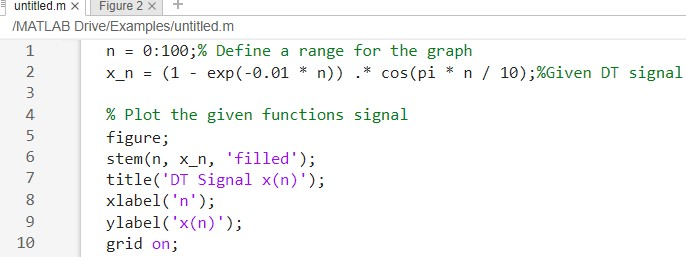 untitled.m × Figure 2 × +
/MATLAB Drive/Examples/untitled.m
1 n = 0:100;% Define a range for the graph
2 x_n = (1 - exp(-0.01 * n)) .* cos(pi * n / 10);%Given DT signal
3
4 % Plot the given functions signal
5 figure;
6 stem(n, x_n, 'filled');
7 title('DT Signal x(n)');
8 xlabel('n');
9 ylabel('x(n)');
10 grid on;